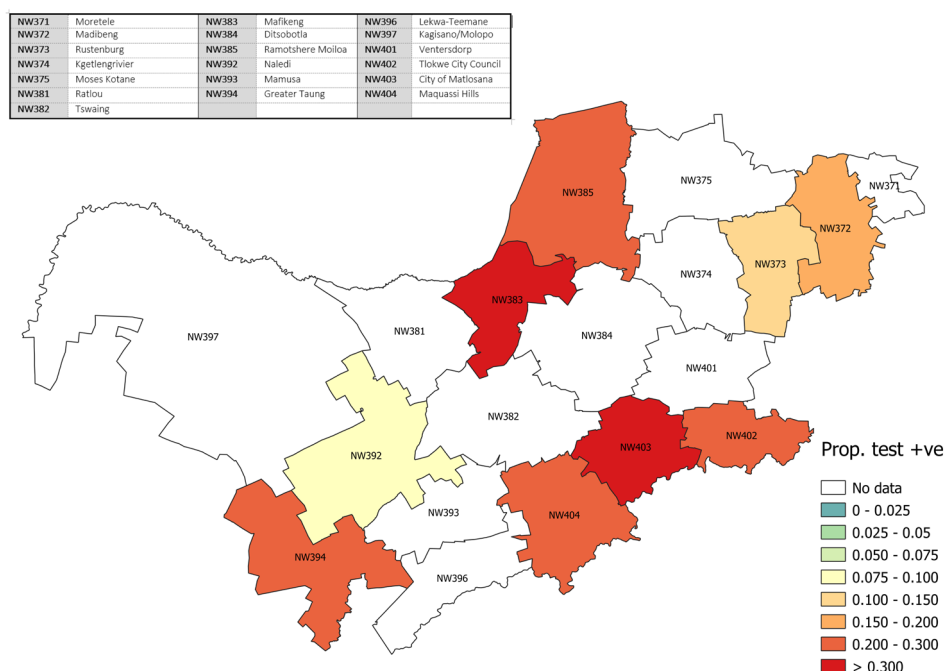 NW371 Moretele NW383 Mafikeng NW396 Lekwa-Teemane
NW372 Madibeng NW384 Ditsobotla NW397 Kagisano/Molopo
NW373 Rustenburg NW385 Ramotshere Moiloa NW401 Ventersdorp
NW374 Kgetlengrivier NW392 Naledi NW402 Tlokwe City Council
NW375 Moses Kotane NW393 Mamusa NW403 City of Matlosana
NW381 Ratlou NW394 Greater Taung NW404 Maquassi Hills
NW382 Tswaing
NW375
NW371
NW385
NW372
NW373
NW374
NW383
NW381
NW384
NW397
NW401
NW382
NW402
NW403
NW392
NW393
NW404
NW394
NW396
Prop. test +ve
No data
0 - 0.025
0.025 - 0.05
0.050 - 0.075
0.075 - 0.100
0.100 - 0.150
0.150 - 0.200
0.200 - 0.300
> 0.300